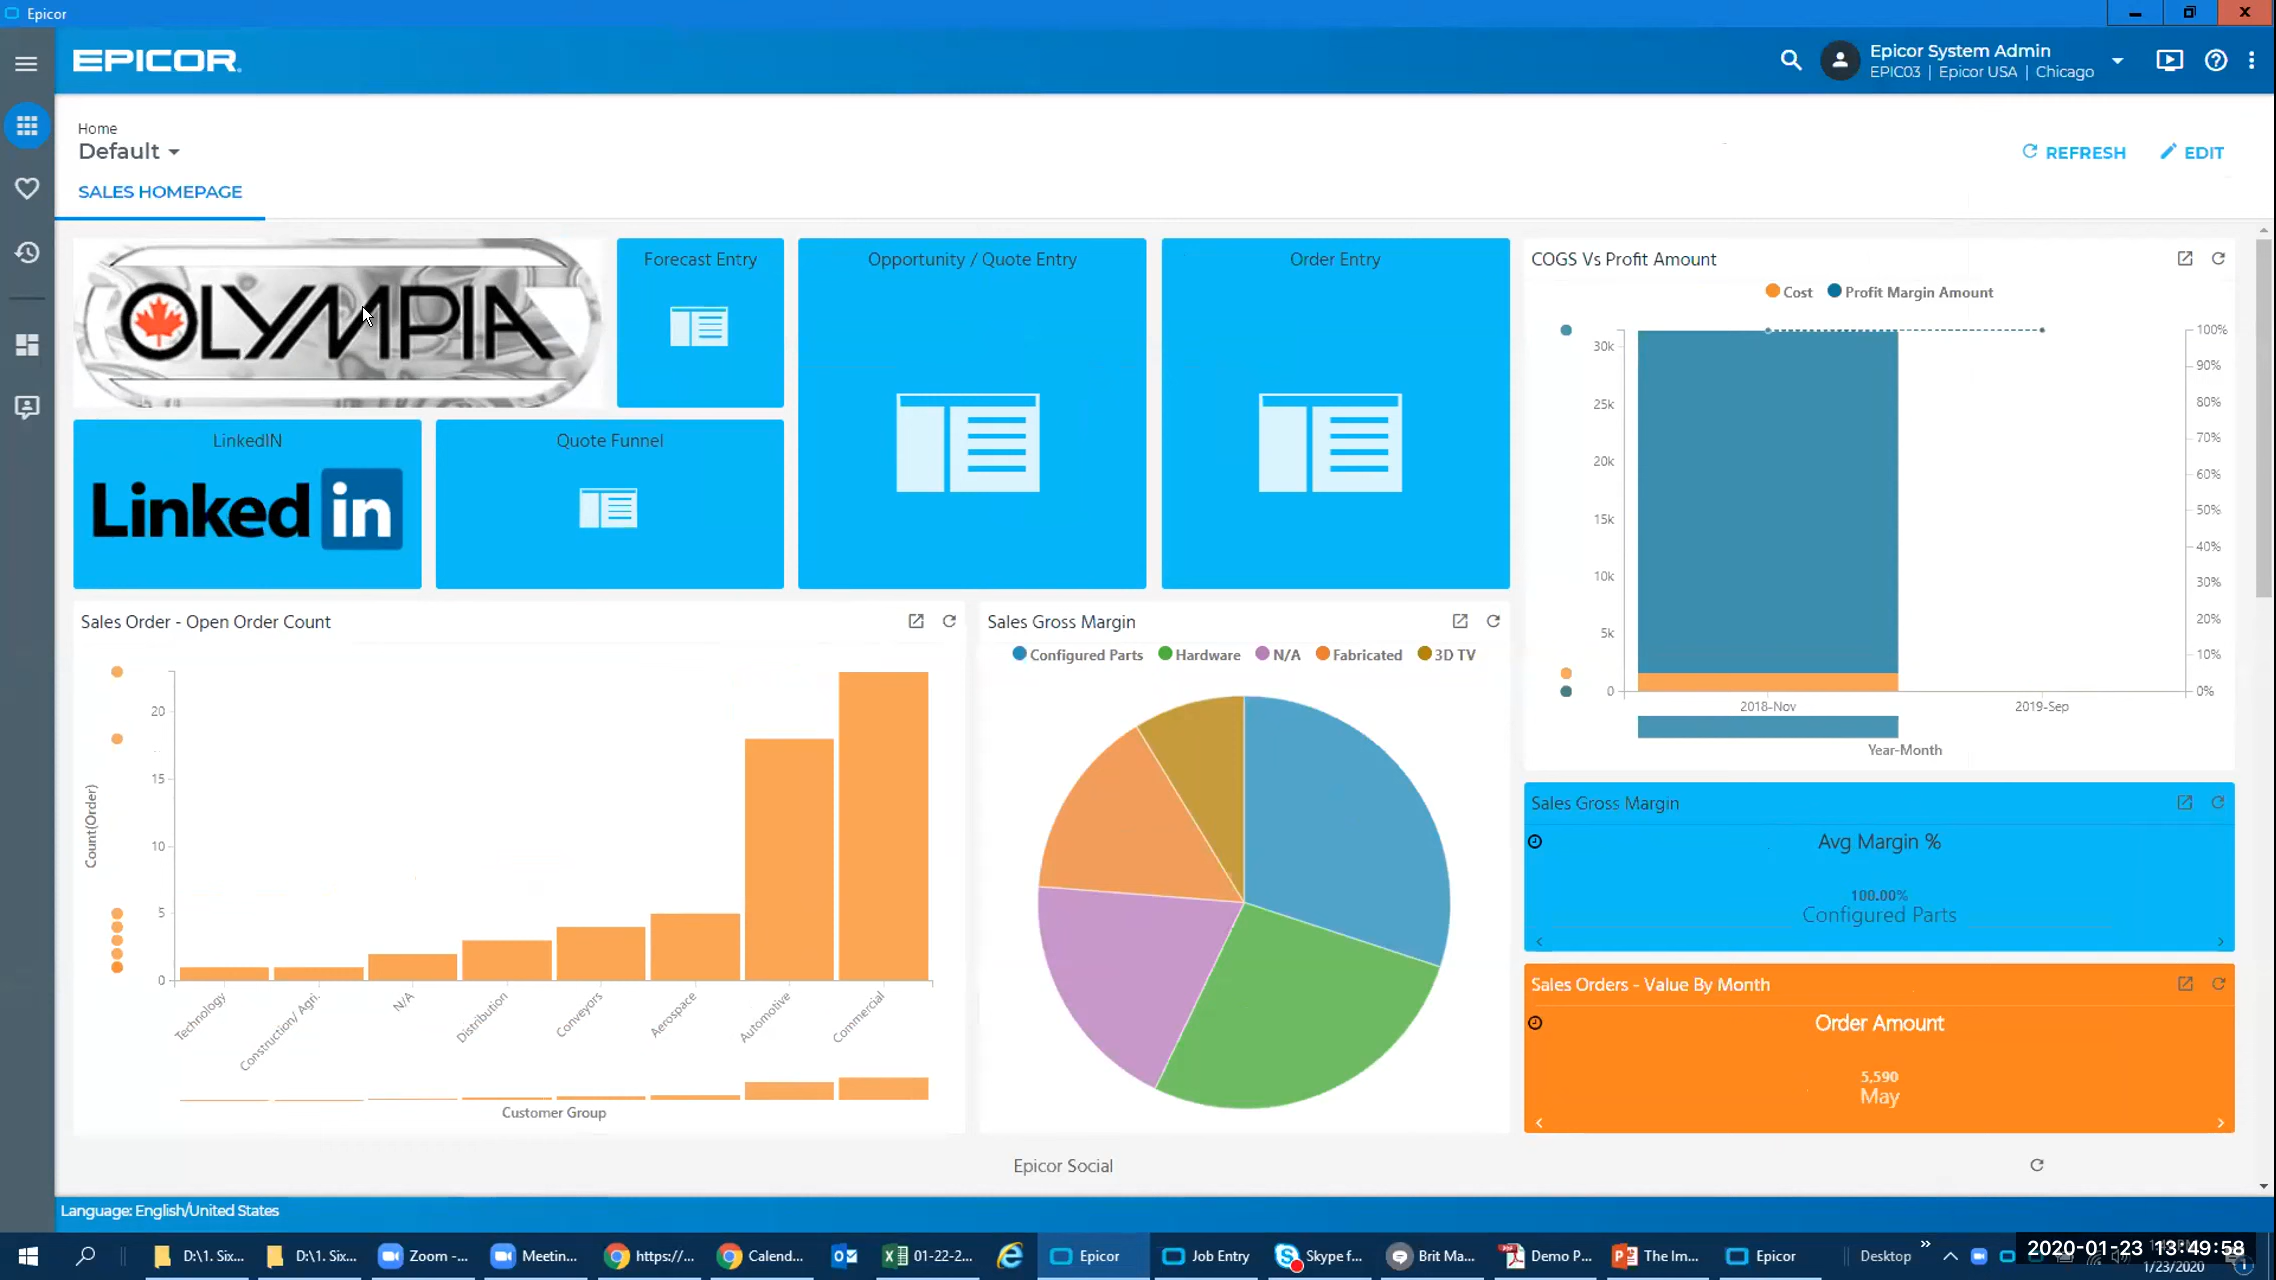 Epicor
EPICOR
Epicor System Admin
EPIC03 | Epicor USA | Chicago
Home
Default
REFRESH
EDIT
SALES HOMEPAGE
OLYMPIA
Forecast Entry
Opportunity / Quote Entry
Order Entry
LinkedIN
Linked in
Quote Funnel
COGS Vs Profit Amount
Cost
Profit Margin Amount
30k
25k
20k
15k
10k
5k
0
100%
90%
80%
70%
60%
50%
40%
30%
20%
10%
0%
2018-Nov
2019-Sep
Year-Month
Sales Order - Open Order Count
Count(Order)
20
15
10
5
0
Technology
Construction/ Agri.
N/A
Distribution
Conveyors
Aerospace
Automotive
Commercial
Customer Group
Sales Gross Margin
Configured Parts
Hardware
N/A
Fabricated
3D TV
Sales Gross Margin
Avg Margin %
100.00%
Configured Parts
Sales Orders - Value By Month
Order Amount
5,590
May
Epicor Social
Language: English/United States
D:\1. Six...
D:\1. Six...
Zoom -...
Meetin...
https://...
Calend...
01-22-2...
Epicor
Job Entry
Skype f...
Brit Ma...
Demo P...
The Im...
Epicor
Desktop
2020-01-23 13:49:58
1/23/2020